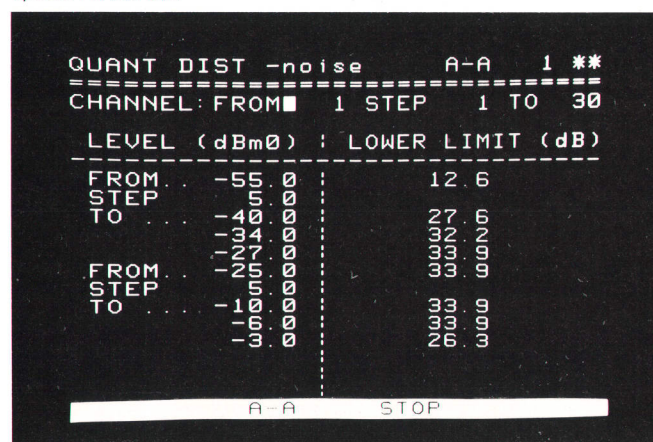 QUANT DIST -noise A-A 1 **
CHANNEL: FROM 1 STEP 1 TO 30
LEVEL (dBm0) LOWER LIMIT (dB)
FROM.. -55.0 12.6
STEP 5.0
TO .... -40.0 27.6
-34.0 32.2
-27.0 33.9
FROM.. -25.0 33.9
STEP 5.0
TO .... -10.0 33.9
-6.0 33.9
-3.0 26.3
A-A STOP